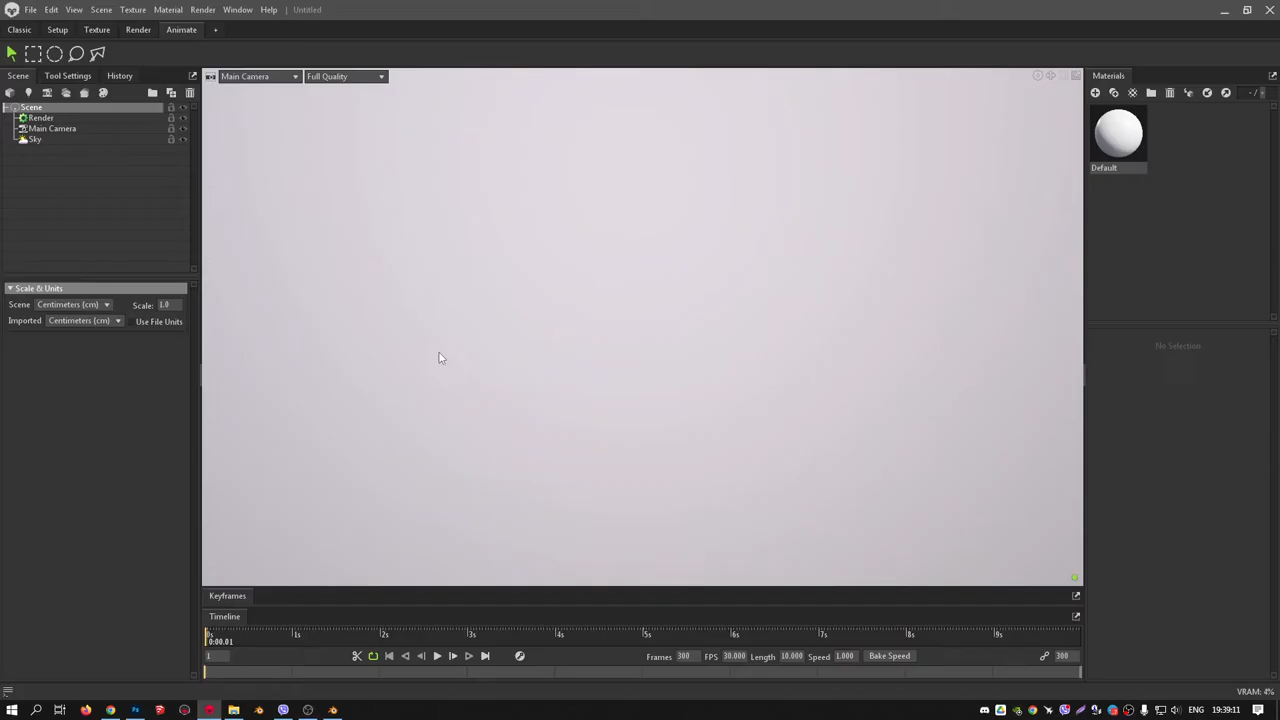 File Edit View Scene Texture Material Render Window Help Untitled
Classic Setup Texture Render Animate +
Scene Tool Settings History
Main Camera Full Quality
Materials
- /
Scene
Render
Main Camera
Sky
Default
Scale & Units
Scene Centimeters (cm) Scale: 1.0
Imported Centimeters (cm) Use File Units
No Selection
Keyframes
Timeline
0s 1s 2s 3s 4s 5s 6s 7s 8s 9s
0:00.01
1 Frames 300 FPS 30.000 Length 10.000 Speed 1.000 Bake Speed 300
VRAM: 4%
ENG 19:39:11